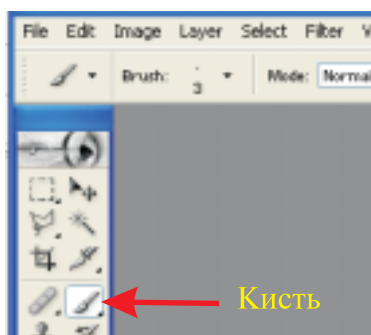 File Edit Image Layer Select Filter
Brush: 3 Mode: Normal
Кисть